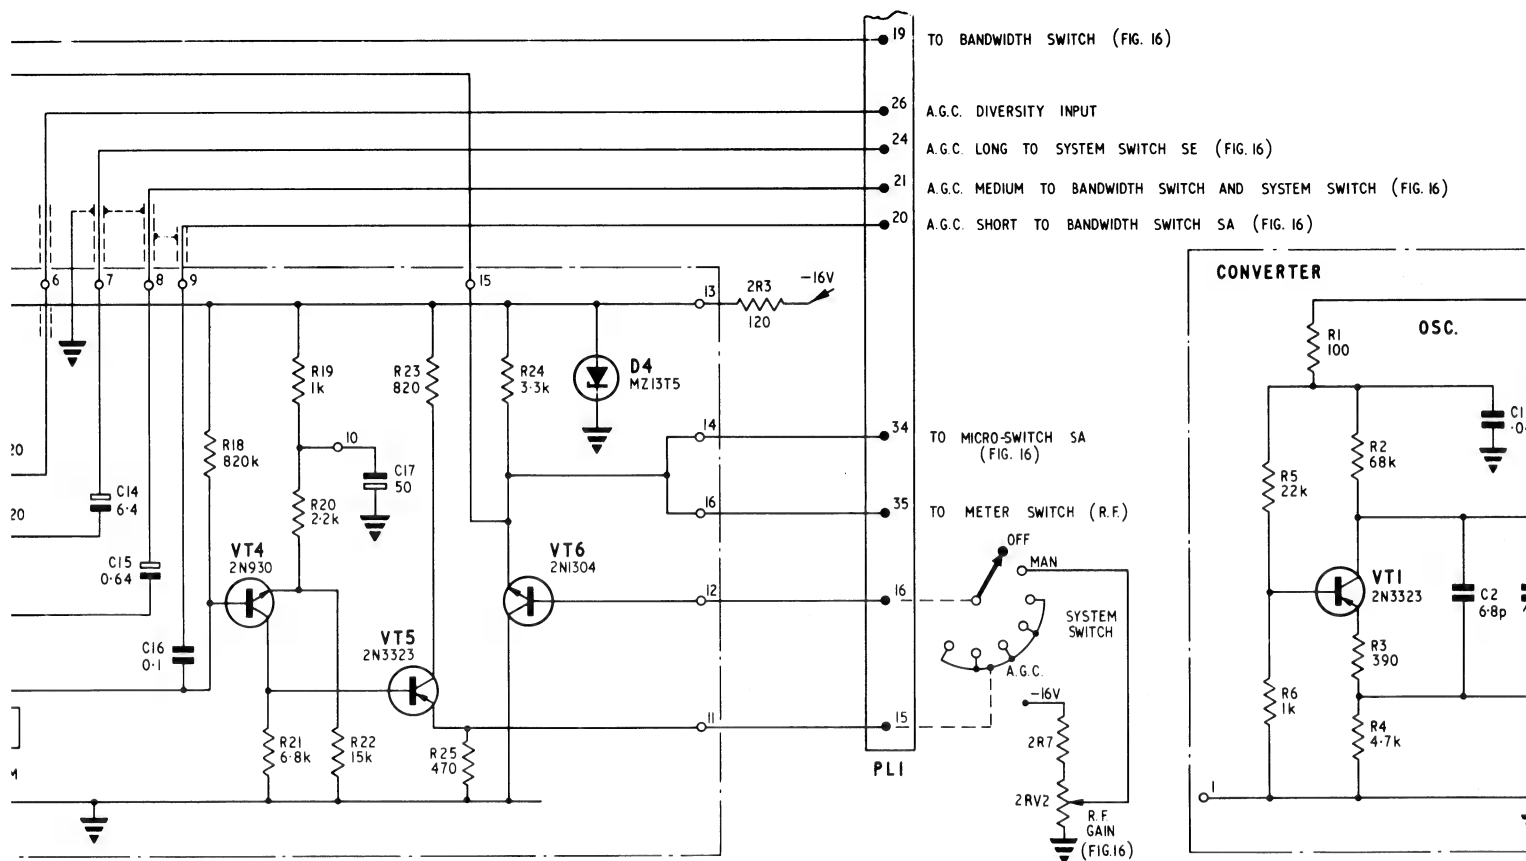 19 TO BANDWIDTH SWITCH (FIG. 16)
26 A.G.C. DIVERSITY INPUT
24 A.G.C. LONG TO SYSTEM SWITCH SE (FIG. 16)
21 A.G.C. MEDIUM TO BANDWIDTH SWITCH AND SYSTEM SWITCH (FIG. 16)
20 A.G.C. SHORT TO BANDWIDTH SWITCH SA (FIG. 16)
6 7 8 9 15
13
2R3
120
-16V
CONVERTER
OSC.
R1
100
R19
1k
R23
820
R24
3·3k
D4
MZ13T5
14
34 TO MICRO-SWITCH SA
(FIG. 16)
R18
820k
10
C17
50
R20
2·2k
16
35 TO METER SWITCH (R.F.)
20
C14
6·4
20
C15
0·64
C16
0·1
VT4
2N930
VT5
2N3323
VT6
2N1304
12
16
OFF
MAN
SYSTEM
SWITCH
A.G.C.
-16V
11
15
R21
6·8k
R22
15k
R25
470
M
PL1
2R7
2RV2
R.F.
GAIN
(FIG.16)
R5
22k
R2
68k
C1
·0
VT1
2N3323
C2
6·8p
R3
390
R6
1k
R4
4·7k
1